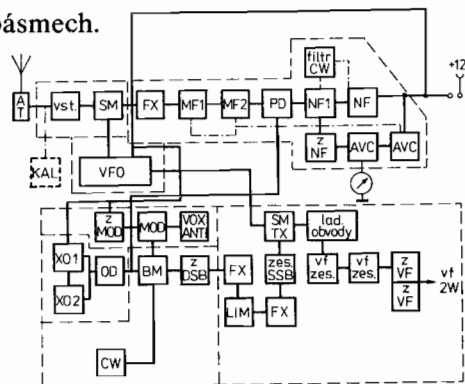 pásmech.
filtr CW
+12
AT
vst.
SM
FX
MF1
MF2
PD
NF1
NF
KAL
VFO
z NF
AVC
AVC
z MOD
MOD
VOX ANTI
SM TX
lad. obvody
XO1
XO2
OD
BM
z DSB
FX
zes. SSB
vf zes.
vf zes.
z VF
z VF
vf 2W
LIM
FX
CW